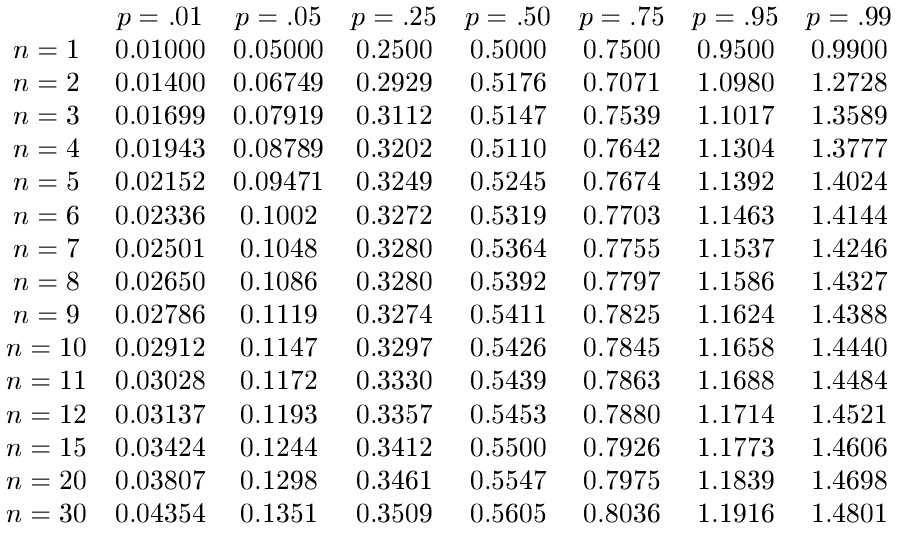 p = .01 p = .05 p = .25 p = .50 p = .75 p = .95 p = .99
n = 1 0.01000 0.05000 0.2500 0.5000 0.7500 0.9500 0.9900
n = 2 0.01400 0.06749 0.2929 0.5176 0.7071 1.0980 1.2728
n = 3 0.01699 0.07919 0.3112 0.5147 0.7539 1.1017 1.3589
n = 4 0.01943 0.08789 0.3202 0.5110 0.7642 1.1304 1.3777
n = 5 0.02152 0.09471 0.3249 0.5245 0.7674 1.1392 1.4024
n = 6 0.02336 0.1002 0.3272 0.5319 0.7703 1.1463 1.4144
n = 7 0.02501 0.1048 0.3280 0.5364 0.7755 1.1537 1.4246
n = 8 0.02650 0.1086 0.3280 0.5392 0.7797 1.1586 1.4327
n = 9 0.02786 0.1119 0.3274 0.5411 0.7825 1.1624 1.4388
n = 10 0.02912 0.1147 0.3297 0.5426 0.7845 1.1658 1.4440
n = 11 0.03028 0.1172 0.3330 0.5439 0.7863 1.1688 1.4484
n = 12 0.03137 0.1193 0.3357 0.5453 0.7880 1.1714 1.4521
n = 15 0.03424 0.1244 0.3412 0.5500 0.7926 1.1773 1.4606
n = 20 0.03807 0.1298 0.3461 0.5547 0.7975 1.1839 1.4698
n = 30 0.04354 0.1351 0.3509 0.5605 0.8036 1.1916 1.4801